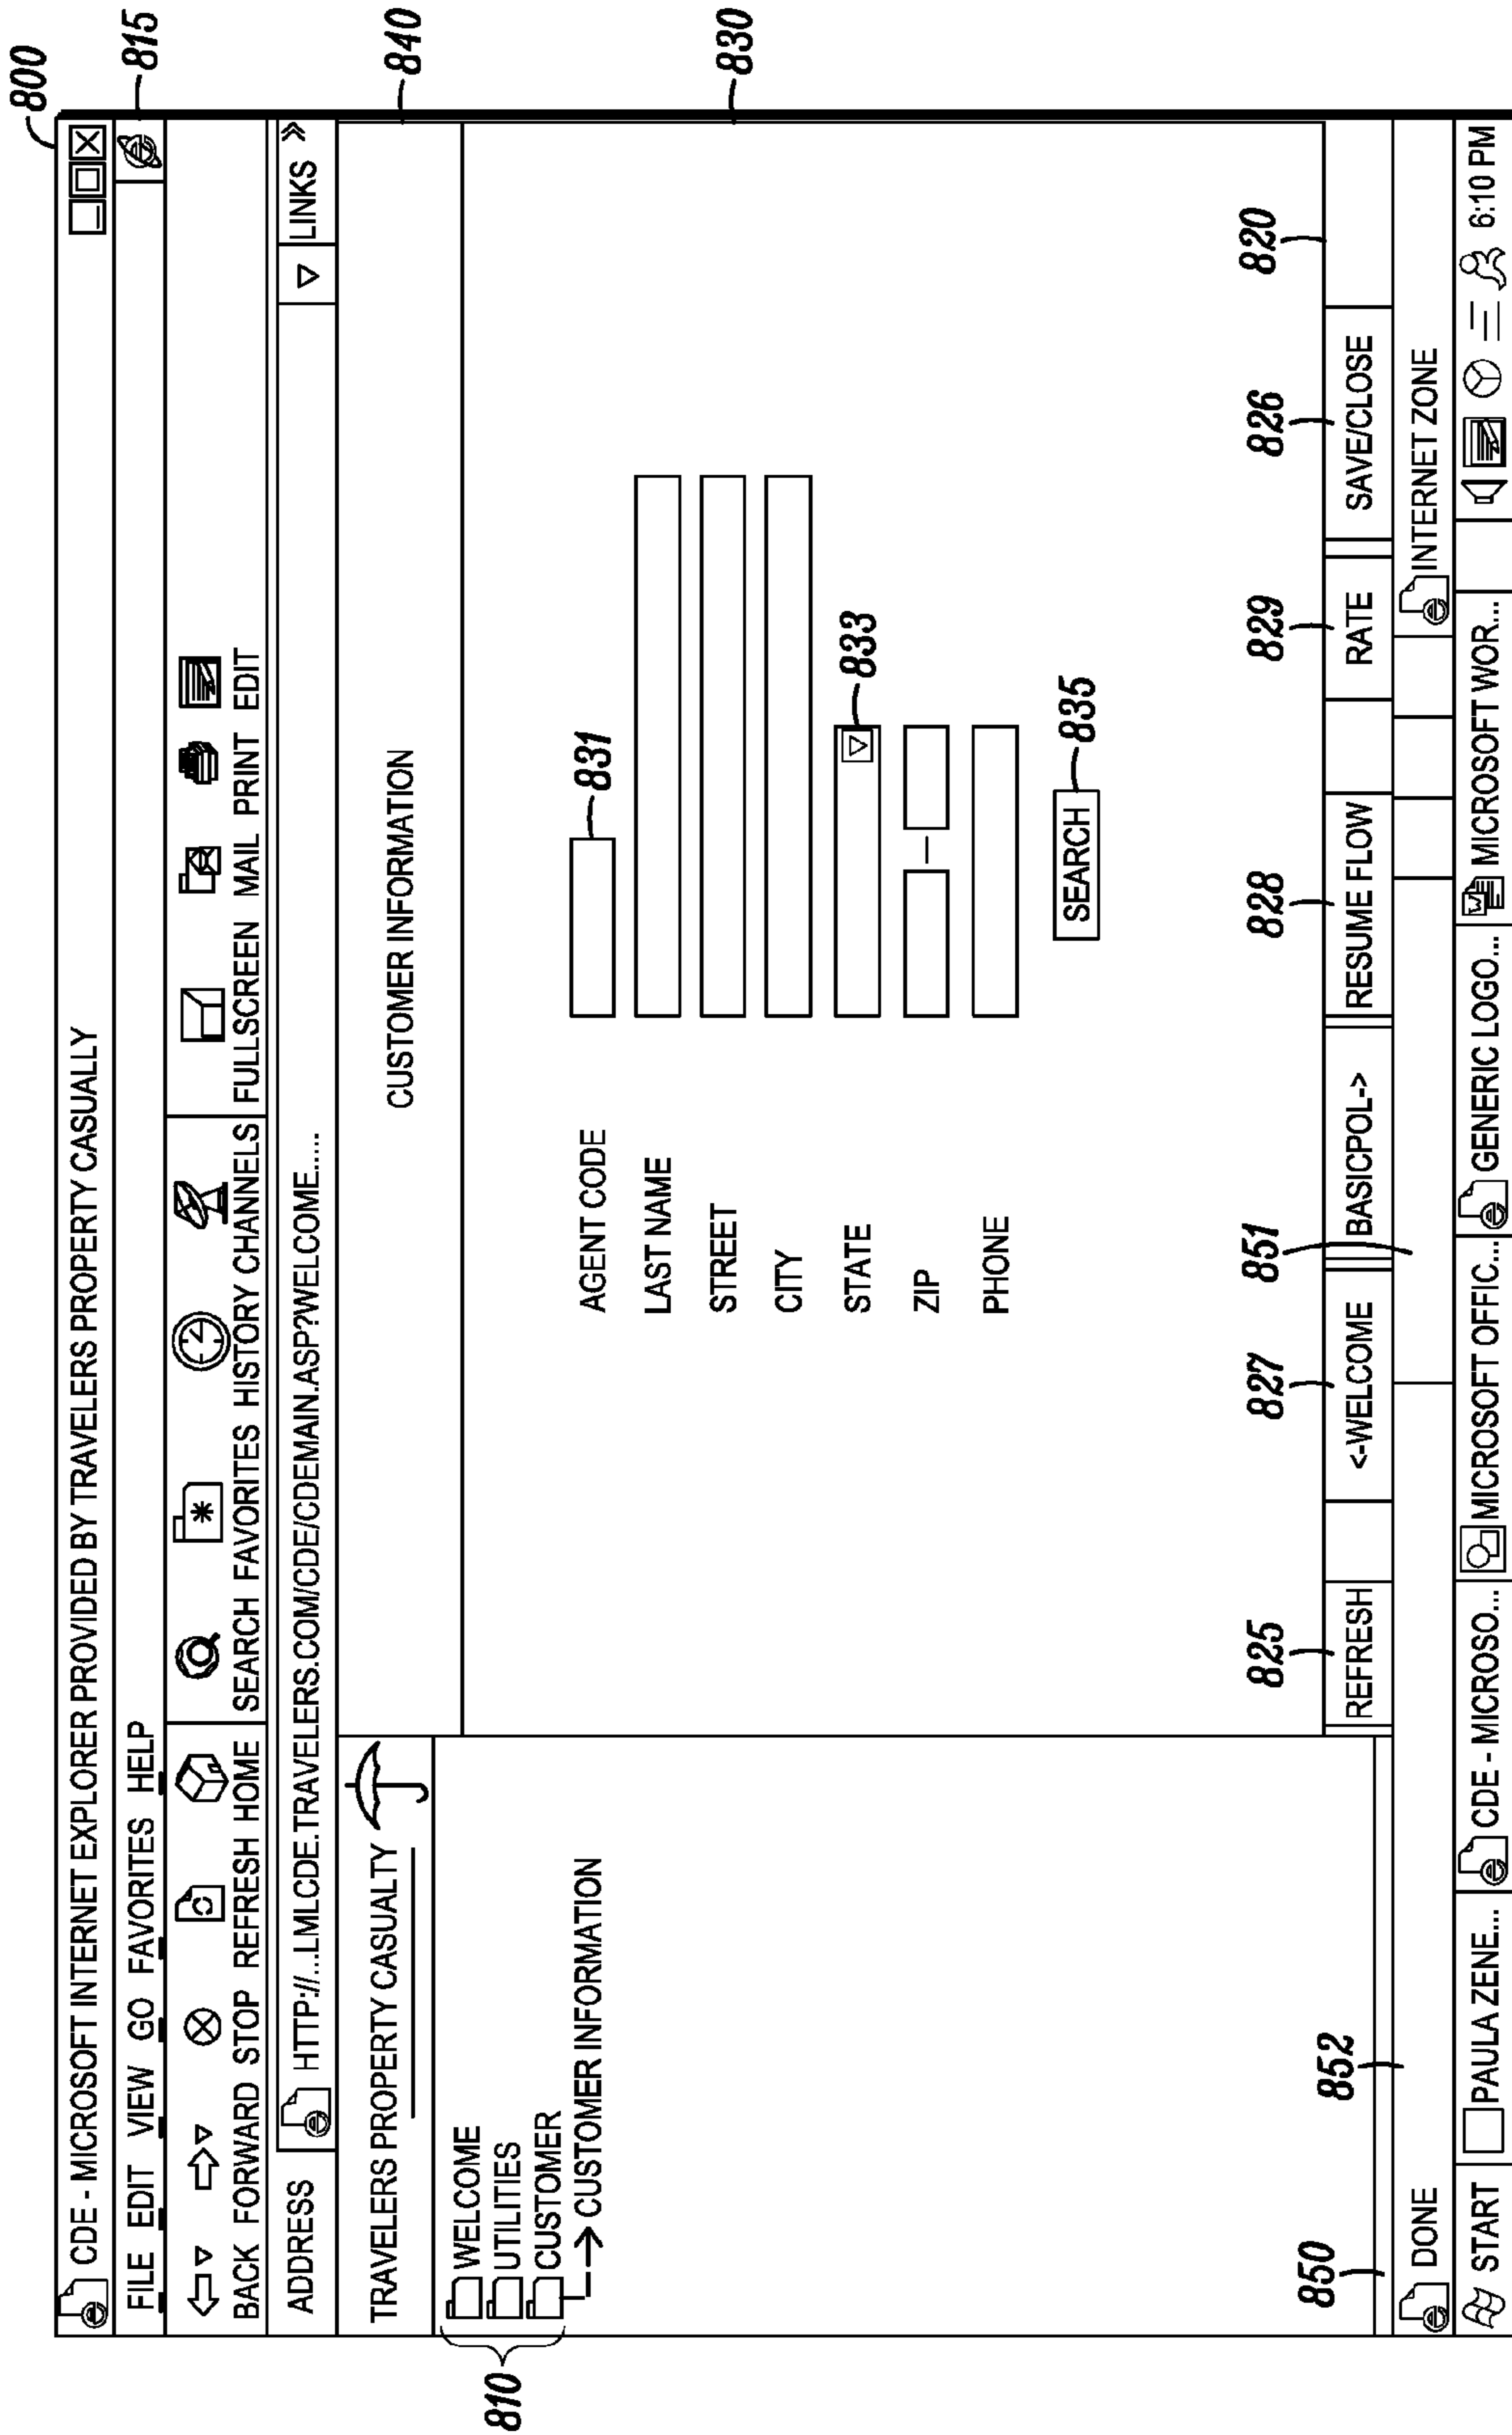 800
CDE - MICROSOFT INTERNET EXPLORER PROVIDED BY TRAVELERS PROPERTY CASUALLY
815
FILE EDIT VIEW GO FAVORITES HELP
BACK FORWARD STOP REFRESH HOME SEARCH FAVORITES HISTORY CHANNELS FULLSCREEN MAIL PRINT EDIT
ADDRESS HTTP://...LMLCDE.TRAVELERS.COM/CDE/CDEMAIN.ASP?WELCOME..... LINKS »
TRAVELERS PROPERTY CASUALTY
CUSTOMER INFORMATION
840
810
WELCOME
UTILITIES
CUSTOMER
CUSTOMER INFORMATION
AGENT CODE
831
LAST NAME
STREET
CITY
STATE
833
ZIP
PHONE
SEARCH
835
830
825
827
851
828
829
826
820
REFRESH
<-WELCOME
BASICPOL->
RESUME FLOW
RATE
SAVE/CLOSE
850
852
DONE
INTERNET ZONE
START PAULA ZENE... CDE - MICROSO... MICROSOFT OFFIC... GENERIC LOGO... MICROSOFT WOR... 6:10 PM